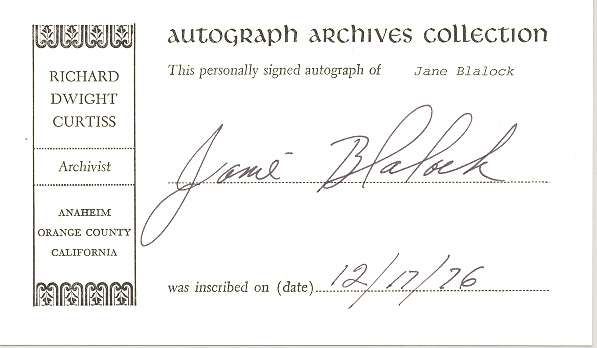 AUTOGRAPH ARCHIVES COLLECTION
RICHARD
DWIGHT
CURTISS
Archivist
ANAHEIM
ORANGE COUNTY
CALIFORNIA
This personally signed autograph of Jane Blalock
Jane Blalock
was inscribed on (date) 12/17/76